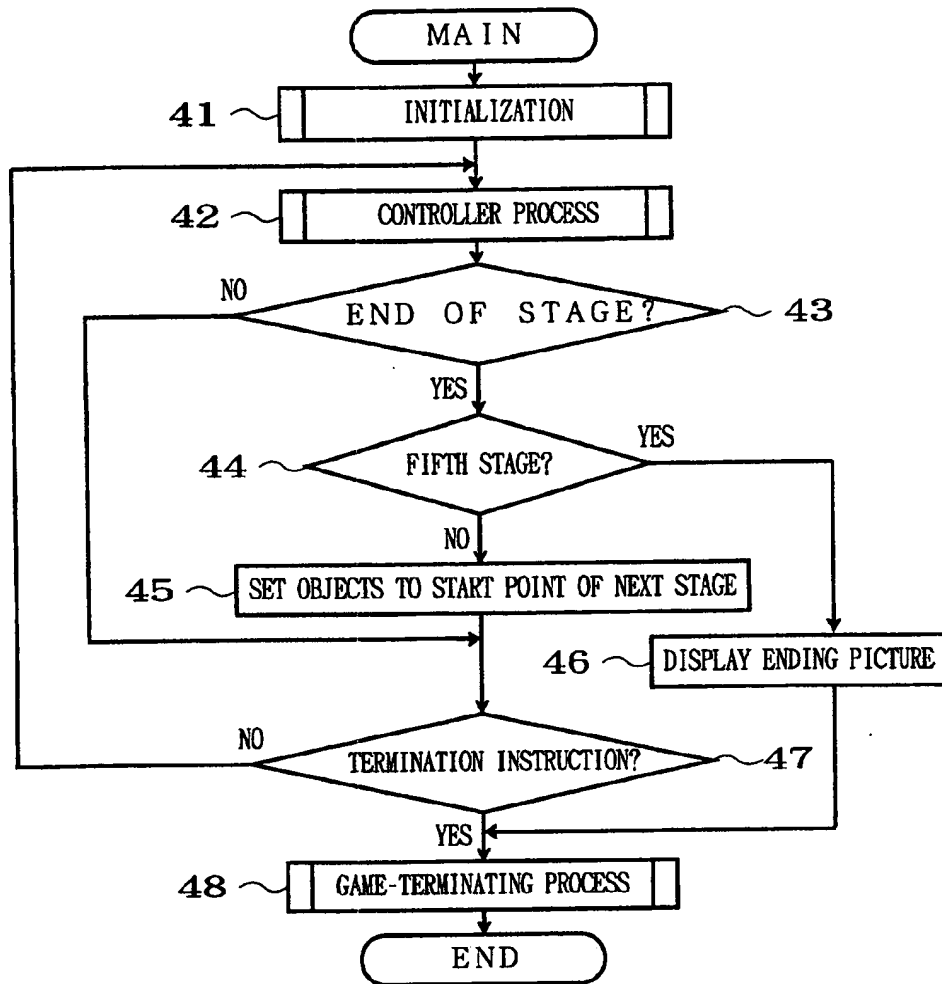 MAIN
41
INITIALIZATION
42
CONTROLLER PROCESS
NO
END OF STAGE?
43
YES
44
FIFTH STAGE?
YES
NO
45
SET OBJECTS TO START POINT OF NEXT STAGE
46
DISPLAY ENDING PICTURE
NO
TERMINATION INSTRUCTION?
47
YES
48
GAME-TERMINATING PROCESS
END